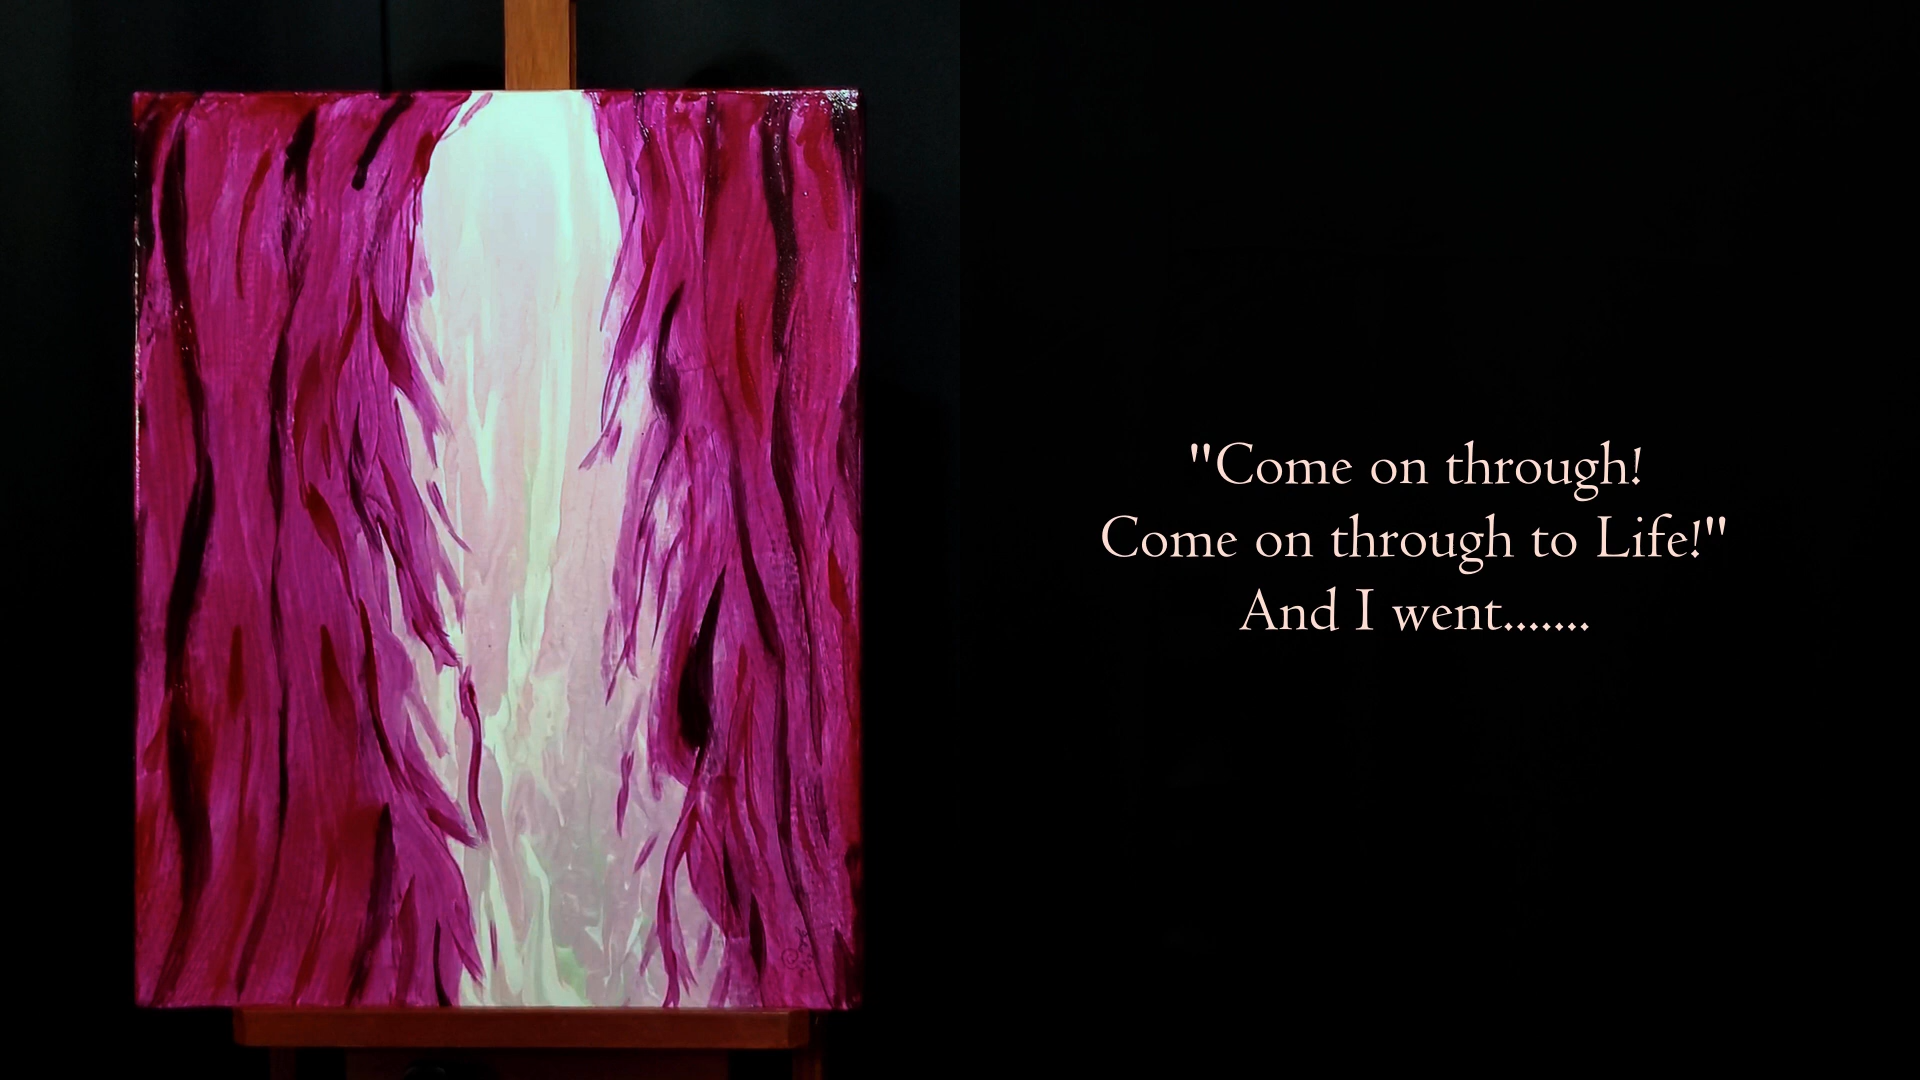 "Come on through!
Come on through to Life!"
And I went.......